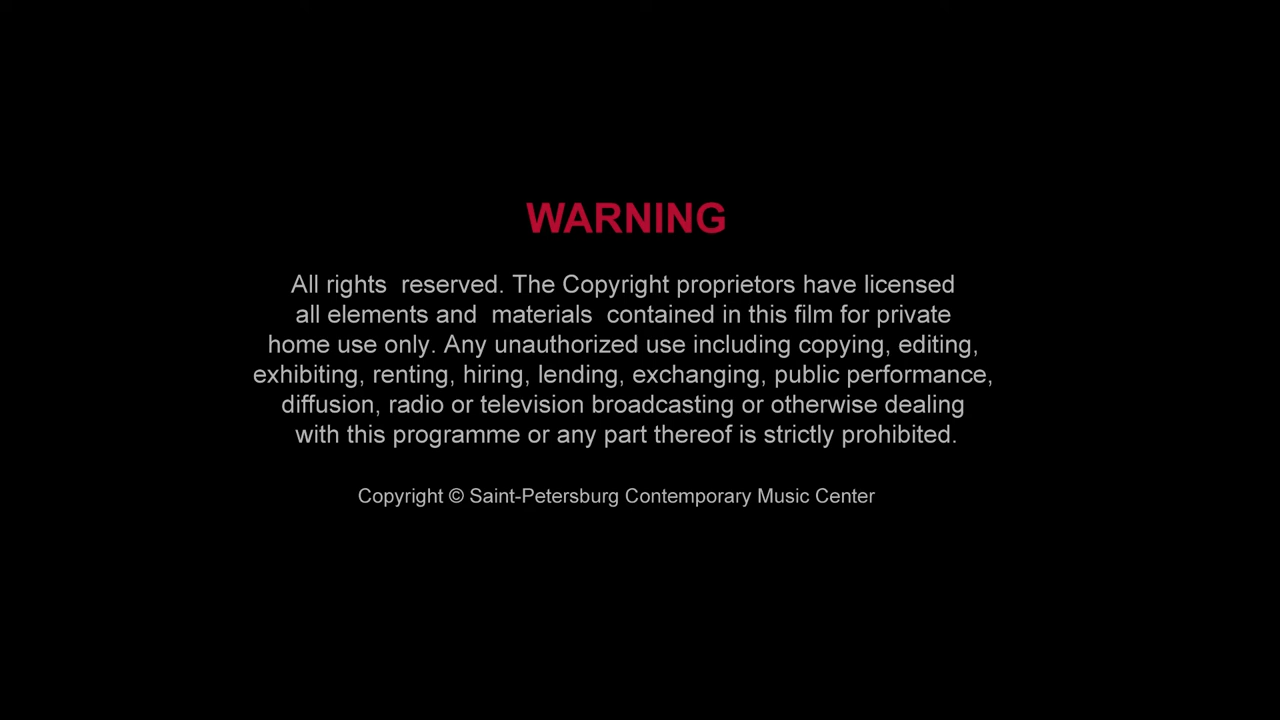 WARNING
All rights  reserved. The Copyright proprietors have licensed
all elements and  materials  contained in this film for private
home use only. Any unauthorized use including copying, editing,
exhibiting, renting, hiring, lending, exchanging, public performance,
diffusion, radio or television broadcasting or otherwise dealing
with this programme or any part thereof is strictly prohibited.
Copyright © Saint-Petersburg Contemporary Music Center